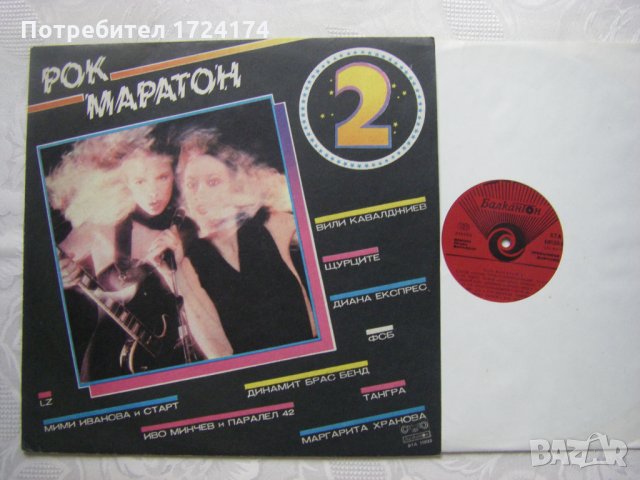 Потребител 1724174
РОК
МАРАТОН
2
ВИЛИ КАВАЛДЖИЕВ
ЩУРЦИТЕ
ДИАНА ЕКСПРЕС
ФСБ
ДИНАМИТ БРАС БЕНД
LZ
ТАНГРА
МИМИ ИВАНОВА и СТАРТ
ИВО МИНЧЕВ и ПАРАЛЕЛ 42
МАРГАРИТА ХРАНОВА
Балкантон
BAZAR